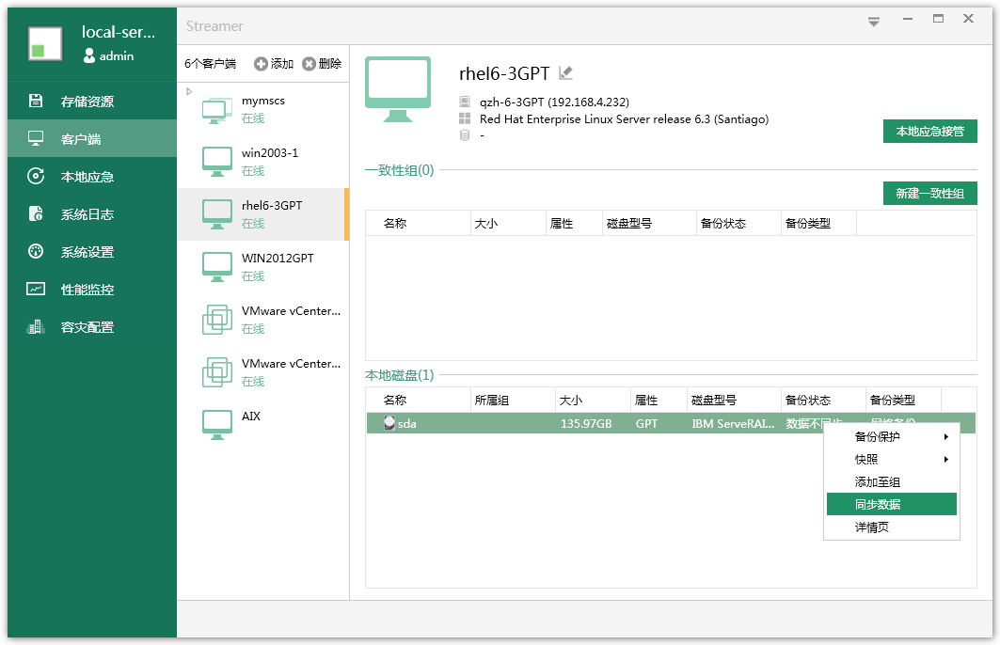 local-ser...
admin
存储资源
客户端
本地应急
系统日志
系统设置
性能监控
容灾配置
Streamer
6个客户端 添加 删除
mymscs
在线
win2003-1
在线
rhel6-3GPT
在线
WIN2012GPT
在线
VMware vCenter...
在线
VMware vCenter...
在线
AIX
rhel6-3GPT
qzh-6-3GPT (192.168.4.232)
Red Hat Enterprise Linux Server release 6.3 (Santiago)
-
本地应急接管
一致性组(0)
新建一致性组
名称 大小 属性 磁盘型号 备份状态 备份类型
本地磁盘(1)
名称 所属组 大小 属性 磁盘型号 备份状态 备份类型
sda 135.97GB GPT IBM ServeRAI... 数据不同步 网络备份
备份保护
快照
添加至组
同步数据
详情页